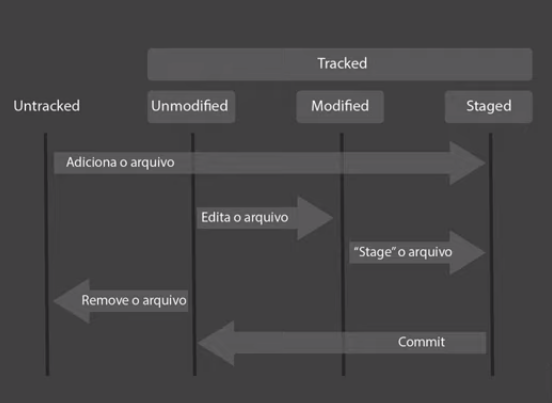 Tracked
Untracked
Unmodified
Modified
Staged
Adiciona o arquivo
Edita o arquivo
“Stage” o arquivo
Remove o arquivo
Commit